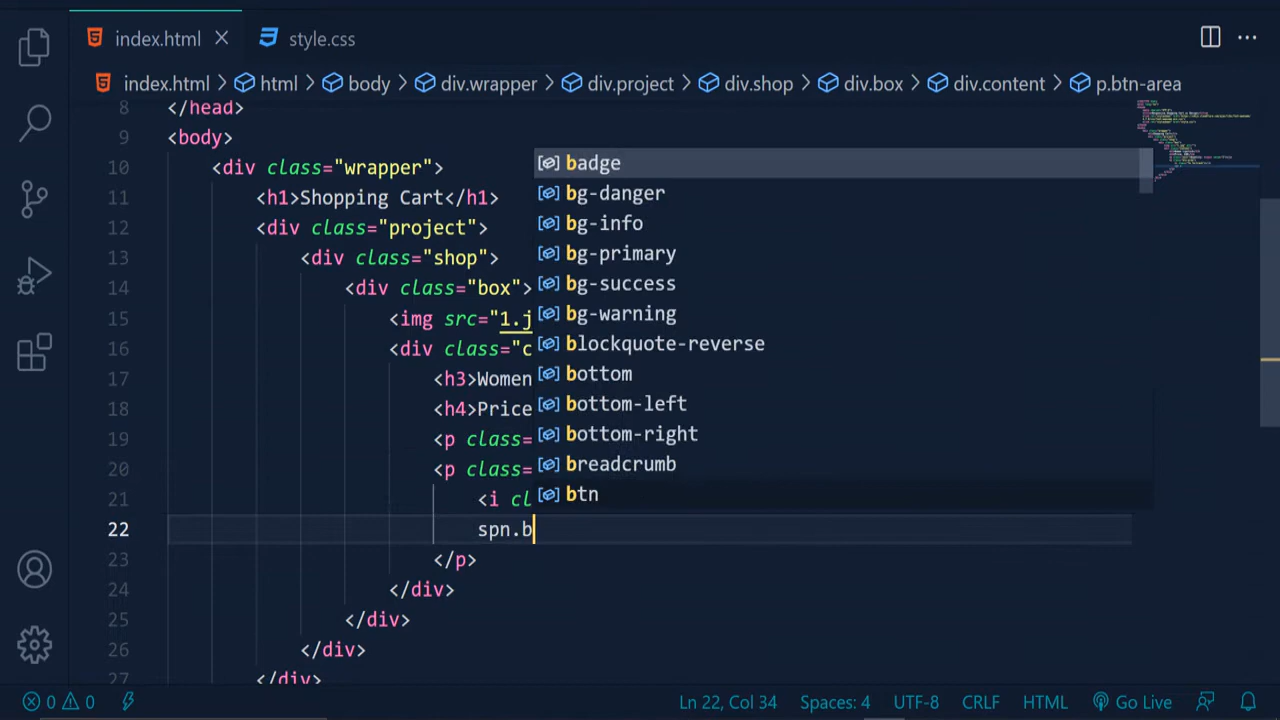 index.html
style.css
index.html html body div.wrapper div.project div.shop div.box div.content p.btn-area
8 </head>
9 <body>
10 <div class="wrapper">
11 <h1>Shopping Cart</h1>
12 <div class="project">
13 <div class="shop">
14 <div class="box">
15 <img src="1.j
16 <div class="c
17 <h3>Women
18 <h4>Price
19 <p class=
20 <p class=
21 <i cl
22 spn.b
23 </p>
24 </div>
25 </div>
26 </div>
27 </div>
badge
bg-danger
bg-info
bg-primary
bg-success
bg-warning
blockquote-reverse
bottom
bottom-left
bottom-right
breadcrumb
btn
0 0 Ln 22, Col 34 Spaces: 4 UTF-8 CRLF HTML Go Live